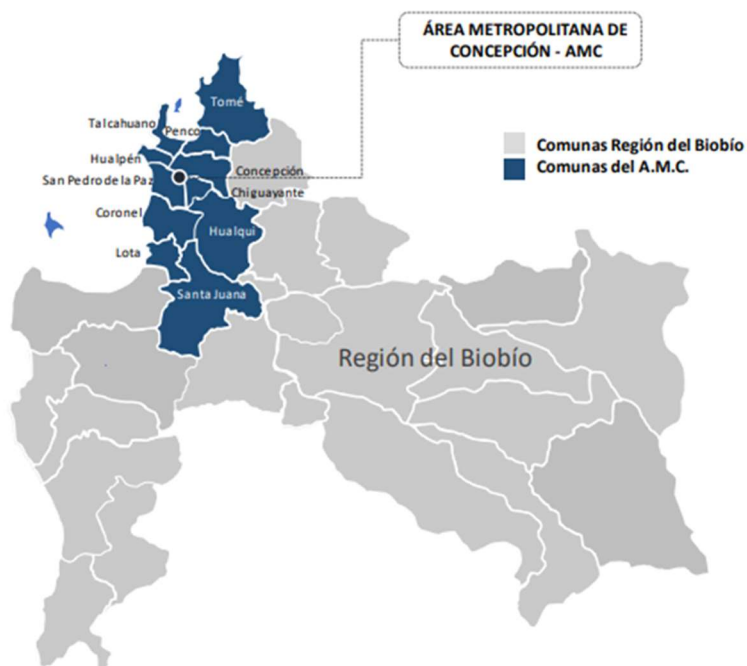 ÁREA METROPOLITANA DE
CONCEPCIÓN - AMC
Comunas Región del Biobío
Comunas del A.M.C.
Tomé
Talcahuano
Penco
Hualpén
Concepción
San Pedro de la Paz
Chiguayante
Coronel
Hualqui
Lota
Santa Juana
Región del Biobío